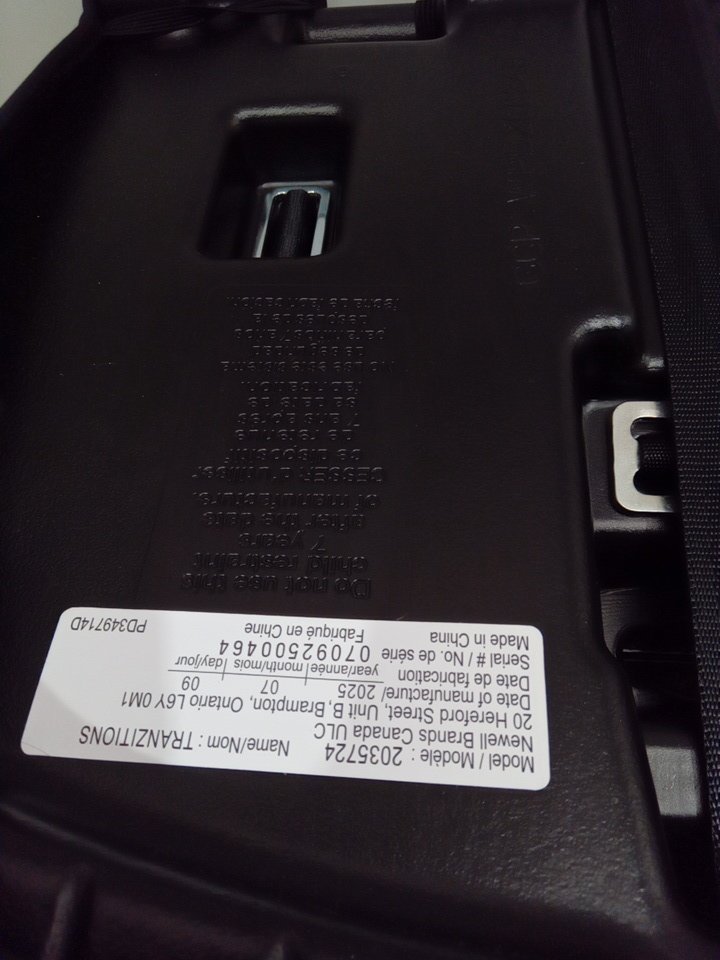 Model / Modèle : 2035724 Name/Nom : TRANZITIONS
Newell Brands Canada ULC
20 Hereford Street, Unit B, Brampton, Ontario L6Y 0M1
Date of manufacture/ 2025 07 09
Date de fabrication year/année month/mois day/jour
Serial # / No. de série 0709250046​4
Made in China Fabriqué en Chine PD349714D
Do not use this
child restraint
7 years
after the date
of manufacture.
CESSER d'utiliser
ce dispositif
de retenue
7 ans après
sa date de
fabrication.